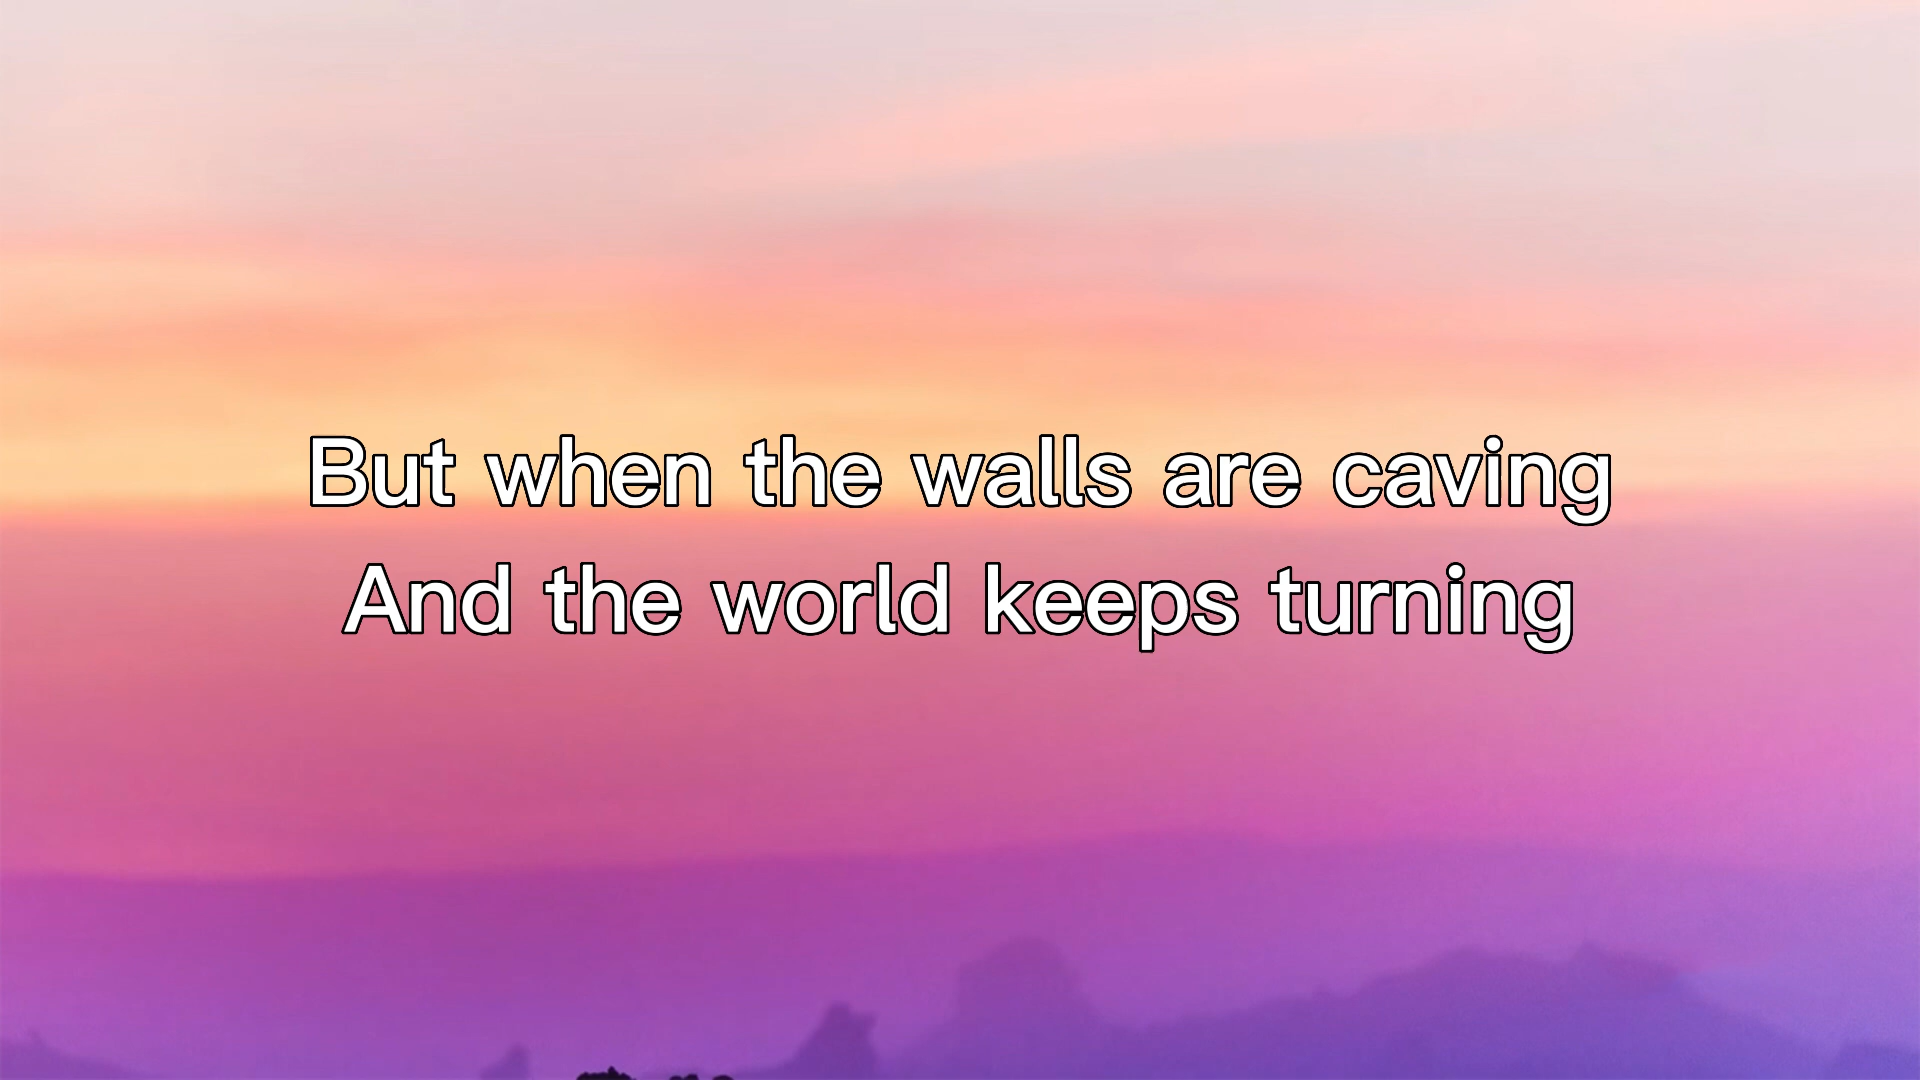 But when the walls are caving
And the world keeps turning